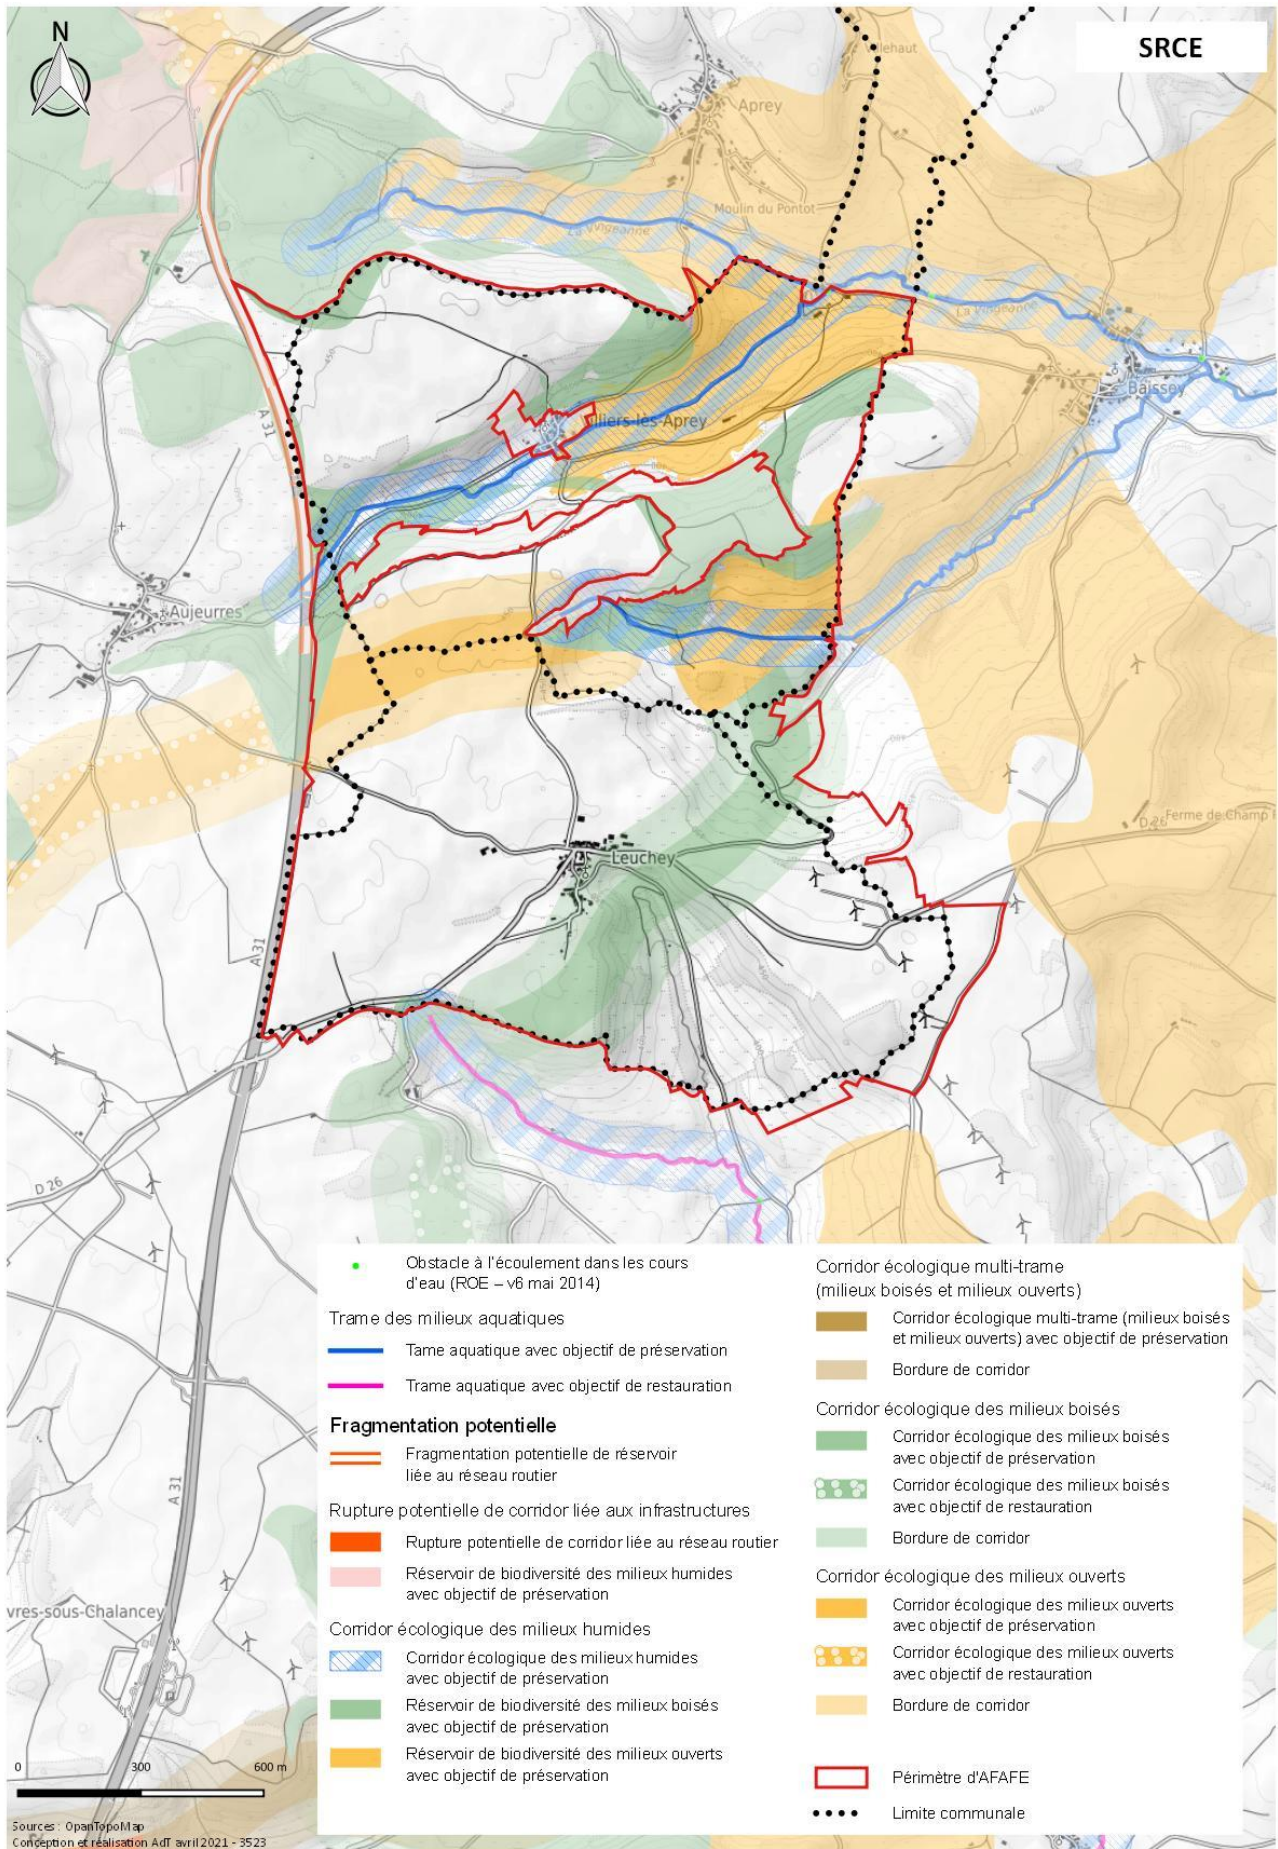 N
SRCE
Villehaut
Aprey
Moulin du Pontot
La Vingeanne
La Vingeanne
450
A 31
Baissey
Villiers-lès-Aprey
400
Aujeurres
400
D 26
Ferme de Champ
Leuchey
A 31
450
D 26
A 31
vres-sous-Chalancey
Obstacle à l'écoulement dans les cours
d'eau (ROE – v6 mai 2014)
Trame des milieux aquatiques
Tame aquatique avec objectif de préservation
Trame aquatique avec objectif de restauration
Fragmentation potentielle
Fragmentation potentielle de réservoir
liée au réseau routier
Rupture potentielle de corridor liée aux infrastructures
Rupture potentielle de corridor liée au réseau routier
Réservoir de biodiversité des milieux humides
avec objectif de préservation
Corridor écologique des milieux humides
Corridor écologique des milieux humides
avec objectif de préservation
Réservoir de biodiversité des milieux boisés
avec objectif de préservation
Réservoir de biodiversité des milieux ouverts
avec objectif de préservation
Corridor écologique multi-trame
(milieux boisés et milieux ouverts)
Corridor écologique multi-trame (milieux boisés
et milieux ouverts) avec objectif de préservation
Bordure de corridor
Corridor écologique des milieux boisés
Corridor écologique des milieux boisés
avec objectif de préservation
Corridor écologique des milieux boisés
avec objectif de restauration
Bordure de corridor
Corridor écologique des milieux ouverts
Corridor écologique des milieux ouverts
avec objectif de préservation
Corridor écologique des milieux ouverts
avec objectif de restauration
Bordure de corridor
Périmètre d'AFAFE
Limite communale
0 300 600 m
Sources : OpanTopoMap
Conception et réalisation AdT avril 2021 - 3523